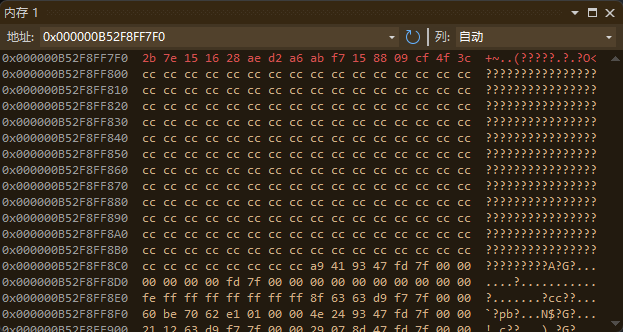 内存 1
地址: 0x000000B52F8FF7F0 列: 自动
0x000000B52F8FF7F0 2b 7e 15 16 28 ae d2 a6 ab f7 15 88 09 cf 4f 3c +~..(?????.?.?O<
0x000000B52F8FF800 cc cc cc cc cc cc cc cc cc cc cc cc cc cc cc cc ????????????????
0x000000B52F8FF810 cc cc cc cc cc cc cc cc cc cc cc cc cc cc cc cc ????????????????
0x000000B52F8FF820 cc cc cc cc cc cc cc cc cc cc cc cc cc cc cc cc ????????????????
0x000000B52F8FF830 cc cc cc cc cc cc cc cc cc cc cc cc cc cc cc cc ????????????????
0x000000B52F8FF840 cc cc cc cc cc cc cc cc cc cc cc cc cc cc cc cc ????????????????
0x000000B52F8FF850 cc cc cc cc cc cc cc cc cc cc cc cc cc cc cc cc ????????????????
0x000000B52F8FF860 cc cc cc cc cc cc cc cc cc cc cc cc cc cc cc cc ????????????????
0x000000B52F8FF870 cc cc cc cc cc cc cc cc cc cc cc cc cc cc cc cc ????????????????
0x000000B52F8FF880 cc cc cc cc cc cc cc cc cc cc cc cc cc cc cc cc ????????????????
0x000000B52F8FF890 cc cc cc cc cc cc cc cc cc cc cc cc cc cc cc cc ????????????????
0x000000B52F8FF8A0 cc cc cc cc cc cc cc cc cc cc cc cc cc cc cc cc ????????????????
0x000000B52F8FF8B0 cc cc cc cc cc cc cc cc cc cc cc cc cc cc cc cc ????????????????
0x000000B52F8FF8C0 cc cc cc cc cc cc cc cc a9 41 93 47 fd 7f 00 00 ?????????A?G?...
0x000000B52F8FF8D0 00 00 00 00 fd 7f 00 00 00 00 00 00 00 00 00 00 ....?...........
0x000000B52F8FF8E0 fe ff ff ff ff ff ff ff 8f 63 63 d9 f7 7f 00 00 ?.......?cc??...
0x000000B52F8FF8F0 60 be 70 62 e1 01 00 00 4e 24 93 47 fd 7f 00 00 `?pb?...N$?G?...
0x000000B52F8FF900 21 12 63 d9 f7 7f 00 00 29 07 8d 47 fd 7f 00 00